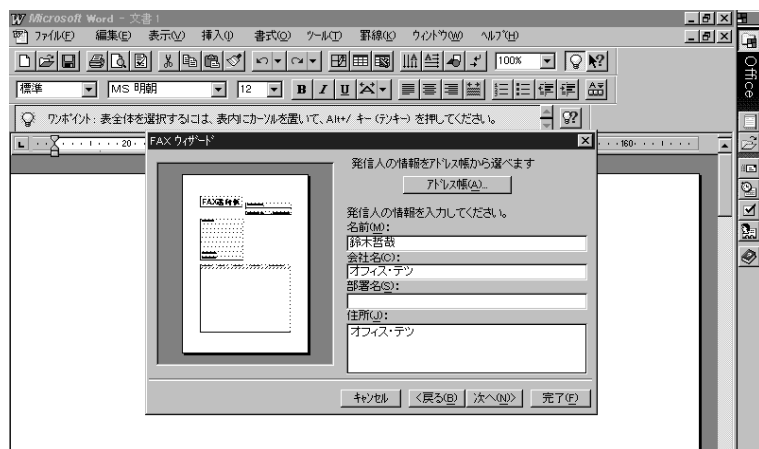 Microsoft Word - 文書1
ﾌｧｲﾙ(F) 編集(E) 表示(V) 挿入(I) 書式(O) ﾂｰﾙ(T) 罫線(K) ｳｨﾝﾄﾞｳ(W) ﾍﾙﾌﾟ(H)
100%
標準 MS 明朝 12 B I U
ﾜﾝﾎﾟｲﾝﾄ: 表全体を選択するには、表内にｶｰｿﾙを置いて、Alt+/ ｷｰ (ﾃﾝｷｰ) を押してください。
20
160
Office
FAX ｳｨｻﾞｰﾄﾞ
FAX送付状
発信人の情報をｱﾄﾞﾚｽ帳から選べます
ｱﾄﾞﾚｽ帳(A)...
発信人の情報を入力してください。
名前(M):
鈴木哲哉
会社名(C):
オフィス・テツ
部署名(S):
住所(J):
オフィス・テツ
ｷｬﾝｾﾙ <戻る(B) 次へ(N)> 完了(F)